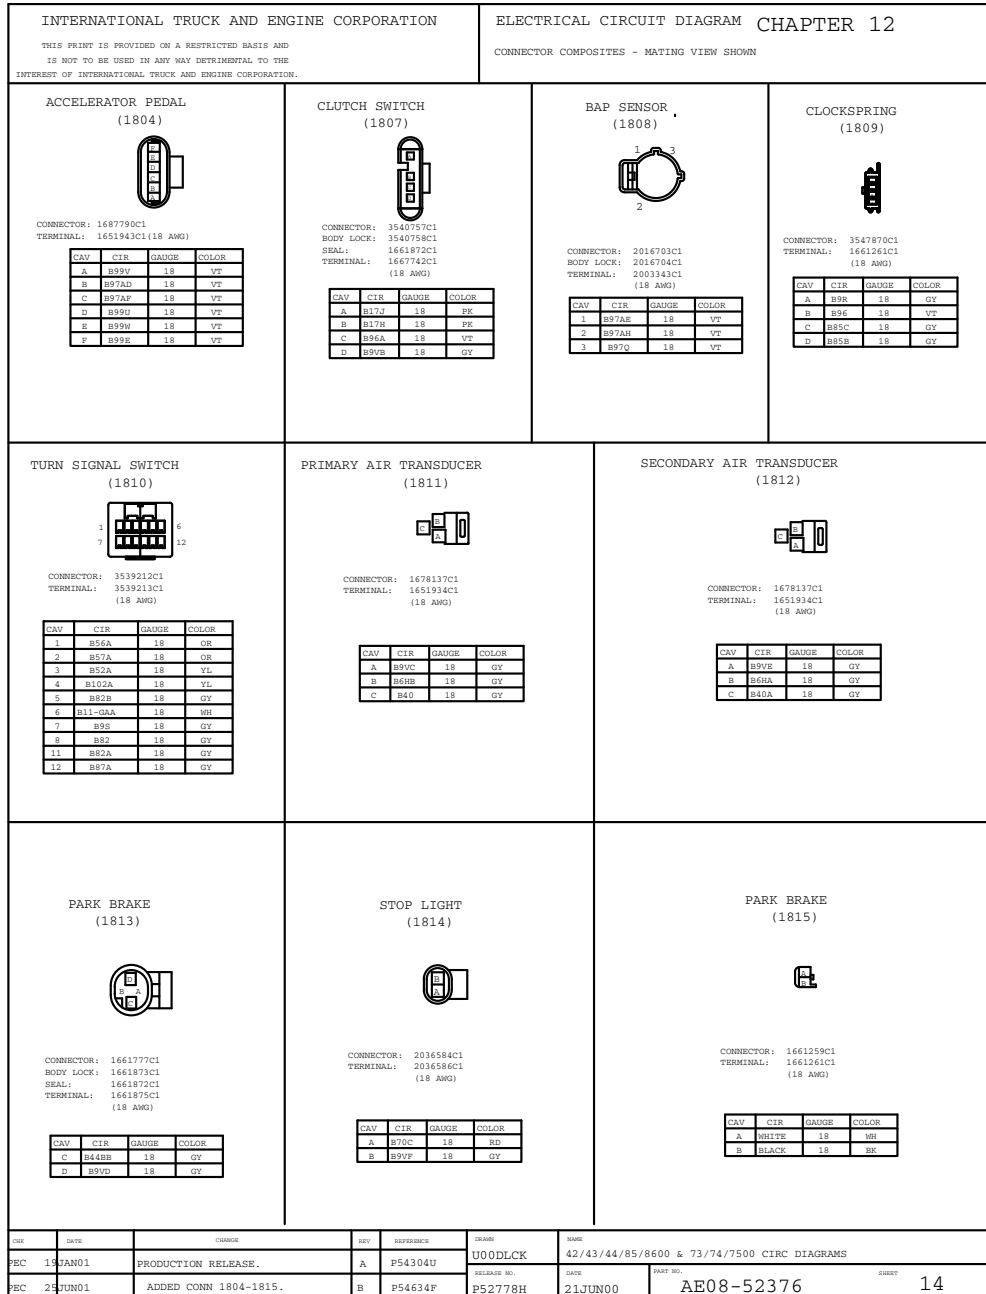 INTERNATIONAL TRUCK AND ENGINE CORPORATION
THIS PRINT IS PROVIDED ON A RESTRICTED BASIS AND
IS NOT TO BE USED IN ANY WAY DETRIMENTAL TO THE
INTEREST OF INTERNATIONAL TRUCK AND ENGINE CORPORATION.
ELECTRICAL CIRCUIT DIAGRAM CHAPTER 12
CONNECTOR COMPOSITES - MATING VIEW SHOWN
ACCELERATOR PEDAL
(1804)
F
E
D
C
B
A
CONNECTOR: 1687790C1
TERMINAL: 1651943C1(18 AWG)
CAV CIR GAUGE COLOR
A B99V 18 VT
B B97AD 18 VT
C B97AF 18 VT
D B99U 18 VT
E B99W 18 VT
F B99E 18 VT
CLUTCH SWITCH
(1807)
CONNECTOR: 3540757C1
BODY LOCK: 3540758C1
SEAL: 1661872C1
TERMINAL: 1667742C1
(18 AWG)
CAV CIR GAUGE COLOR
A B17J 18 PK
B B17H 18 PK
C B96A 18 VT
D B9VB 18 GY
BAP SENSOR
(1808)
1 3
2
CONNECTOR: 2016703C1
BODY LOCK: 2016704C1
TERMINAL: 2003343C1
(18 AWG)
CAV CIR GAUGE COLOR
1 B97AE 18 VT
2 B97AH 18 VT
3 B97Q 18 VT
CLOCKSPRING
(1809)
CONNECTOR: 3547870C1
TERMINAL: 1661261C1
(18 AWG)
CAV CIR GAUGE COLOR
A B9R 18 GY
B B96 18 VT
C B85C 18 GY
D B85B 18 GY
TURN SIGNAL SWITCH
(1810)
1 6
7 12
CONNECTOR: 3539212C1
TERMINAL: 3539213C1
(18 AWG)
CAV CIR GAUGE COLOR
1 B56A 18 OR
2 B57A 18 OR
3 B52A 18 YL
4 B102A 18 YL
5 B82B 18 GY
6 B11-GAA 18 WH
7 B9S 18 GY
8 B82 18 GY
11 B82A 18 GY
12 B87A 18 GY
PRIMARY AIR TRANSDUCER
(1811)
C B
A
CONNECTOR: 1678137C1
TERMINAL: 1651934C1
(18 AWG)
CAV CIR GAUGE COLOR
A B9VC 18 GY
B B6HB 18 GY
C B40 18 GY
SECONDARY AIR TRANSDUCER
(1812)
C B
A
CONNECTOR: 1678137C1
TERMINAL: 1651934C1
(18 AWG)
CAV CIR GAUGE COLOR
A B9VE 18 GY
B B6HA 18 GY
C B40A 18 GY
PARK BRAKE
(1813)
D
B A
C
CONNECTOR: 1661777C1
BODY LOCK: 1661873C1
SEAL: 1661872C1
TERMINAL: 1661875C1
(18 AWG)
CAV CIR GAUGE COLOR
C B44BB 18 GY
D B9VD 18 GY
STOP LIGHT
(1814)
B
A
CONNECTOR: 2036584C1
TERMINAL: 2036586C1
(18 AWG)
CAV CIR GAUGE COLOR
A B70C 18 RD
B B9VF 18 GY
PARK BRAKE
(1815)
A
B
CONNECTOR: 1661259C1
TERMINAL: 1661261C1
(18 AWG)
CAV CIR GAUGE COLOR
A WHITE 18 WH
B BLACK 18 BK
CHK DATE CHANGE REV REFERENCE
PEC 19JAN01 PRODUCTION RELEASE. A P54304U
PEC 25JUN01 ADDED CONN 1804-1815. B P54634F
DRAWN
U00DLCK
NAME
42/43/44/85/8600 & 73/74/7500 CIRC DIAGRAMS
RELEASE NO.
P52778H
DATE
21JUN00
PART NO.
AE08-52376
SHEET
14